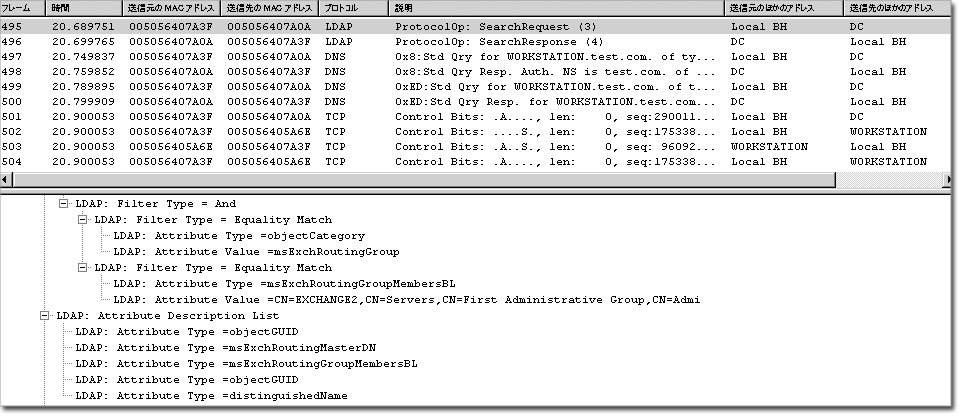 フレーム 時間 送信元の MAC アドレス 送信先の MAC アドレス プロトコル 説明 送信元のほかのアドレス 送信先のほかのアドレス
495 20.689751 005056407A3F 005056407A0A LDAP ProtocolOp: SearchRequest (3) Local BH DC
496 20.699765 005056407A0A 005056407A3F LDAP ProtocolOp: SearchResponse (4) DC Local BH
497 20.749837 005056407A3F 005056407A0A DNS 0x8:Std Qry for WORKSTATION.test.com. of ty... Local BH DC
498 20.759852 005056407A0A 005056407A3F DNS 0x8:Std Qry Resp. Auth. NS is test.com. of ... DC Local BH
499 20.789895 005056407A3F 005056407A0A DNS 0xED:Std Qry for WORKSTATION.test.com. of t... Local BH DC
500 20.799909 005056407A0A 005056407A3F DNS 0xED:Std Qry Resp. for WORKSTATION.test.com... DC Local BH
501 20.900053 005056407A3F 005056407A0A TCP Control Bits: .A...., len: 0, seq:290011... Local BH DC
502 20.900053 005056407A3F 005056405A6E TCP Control Bits: ....S., len: 0, seq:175338... Local BH WORKSTATION
503 20.900053 005056405A6E 005056407A3F TCP Control Bits: .A..S., len: 0, seq: 96092... WORKSTATION Local BH
504 20.900053 005056407A3F 005056405A6E TCP Control Bits: .A...., len: 0, seq:175338... Local BH WORKSTATION
LDAP: Filter Type = And
LDAP: Filter Type = Equality Match
LDAP: Attribute Type =objectCategory
LDAP: Attribute Value =msExchRoutingGroup
LDAP: Filter Type = Equality Match
LDAP: Attribute Type =msExchRoutingGroupMembersBL
LDAP: Attribute Value =CN=EXCHANGE2,CN=Servers,CN=First Administrative Group,CN=Admi
LDAP: Attribute Description List
LDAP: Attribute Type =objectGUID
LDAP: Attribute Type =msExchRoutingMasterDN
LDAP: Attribute Type =msExchRoutingGroupMembersBL
LDAP: Attribute Type =objectGUID
LDAP: Attribute Type =distinguishedName